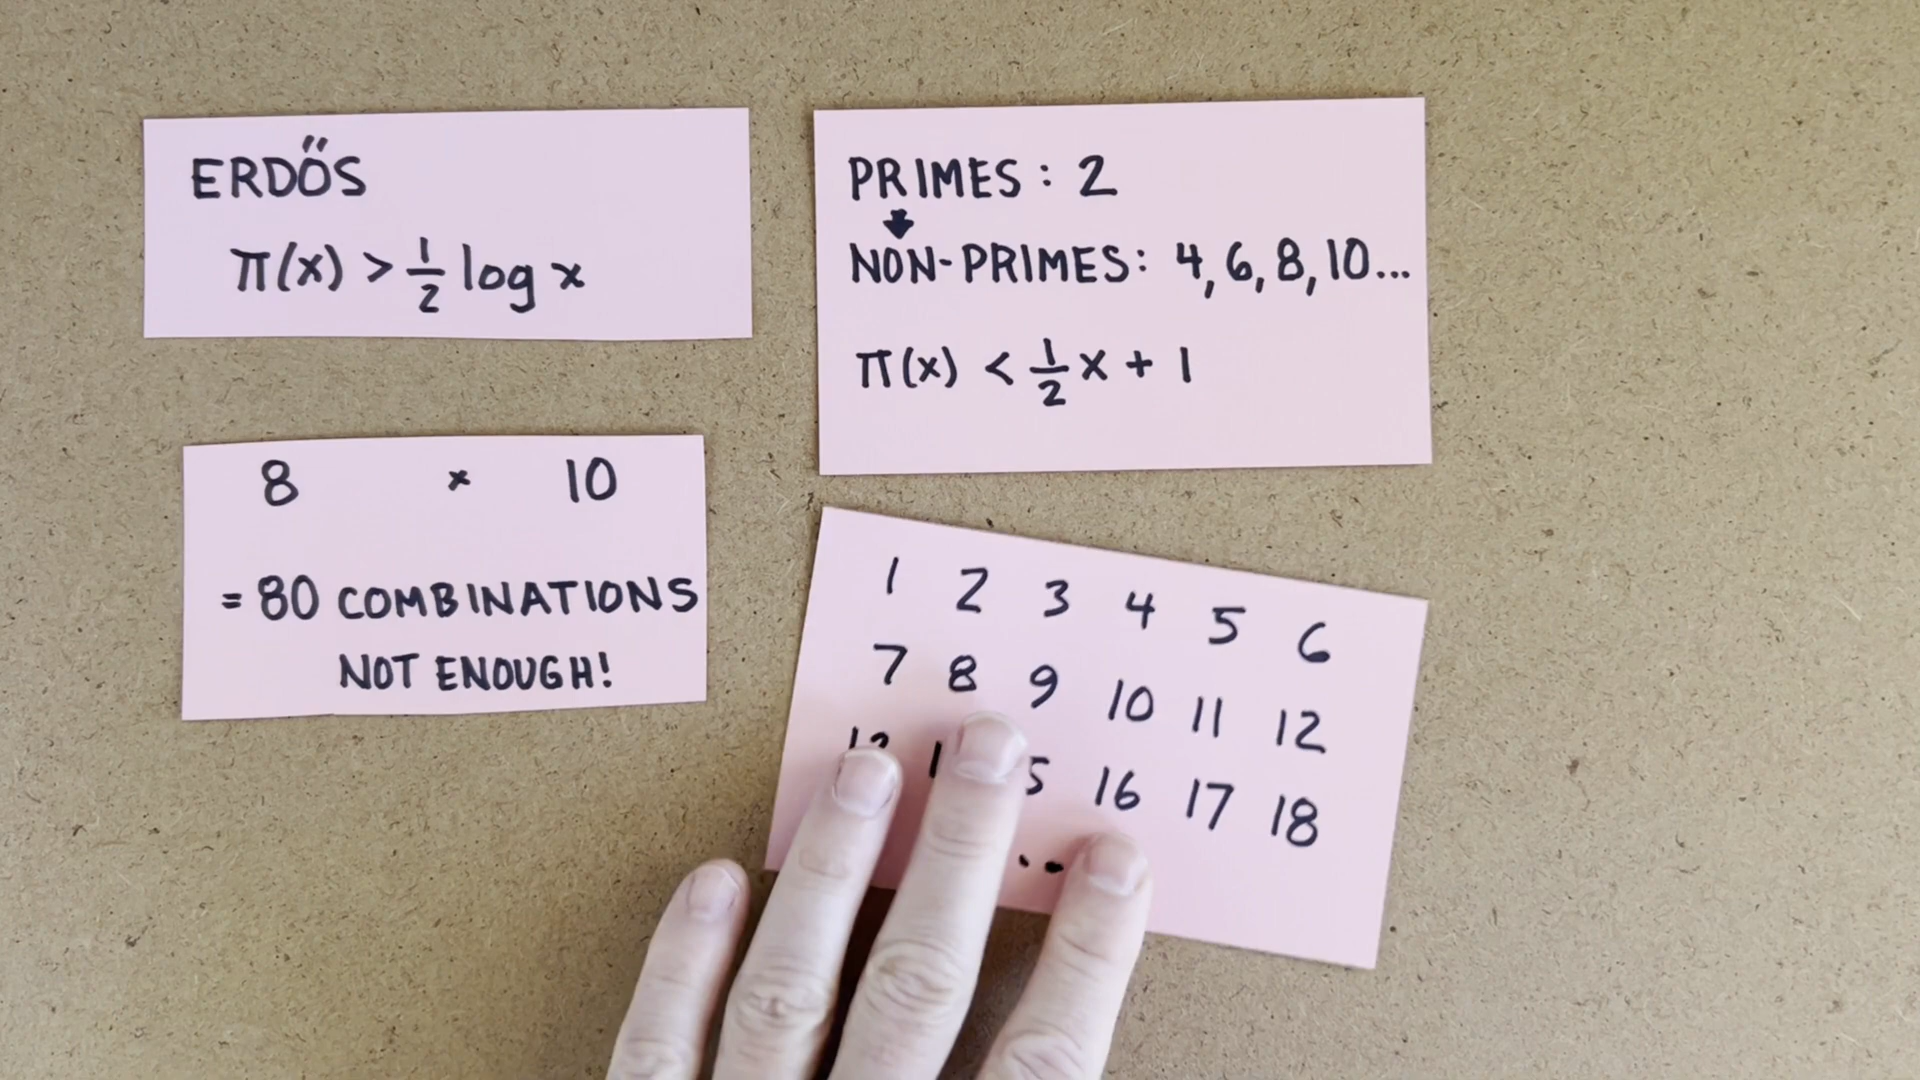 ERDŐS
π(x) > 1/2 log x
8 × 10
= 80 COMBINATIONS
NOT ENOUGH!
PRIMES: 2
NON-PRIMES: 4, 6, 8, 10...
π(x) < 1/2 x + 1
1 2 3 4 5 6
7 8 9 10 11 12
16 17 18